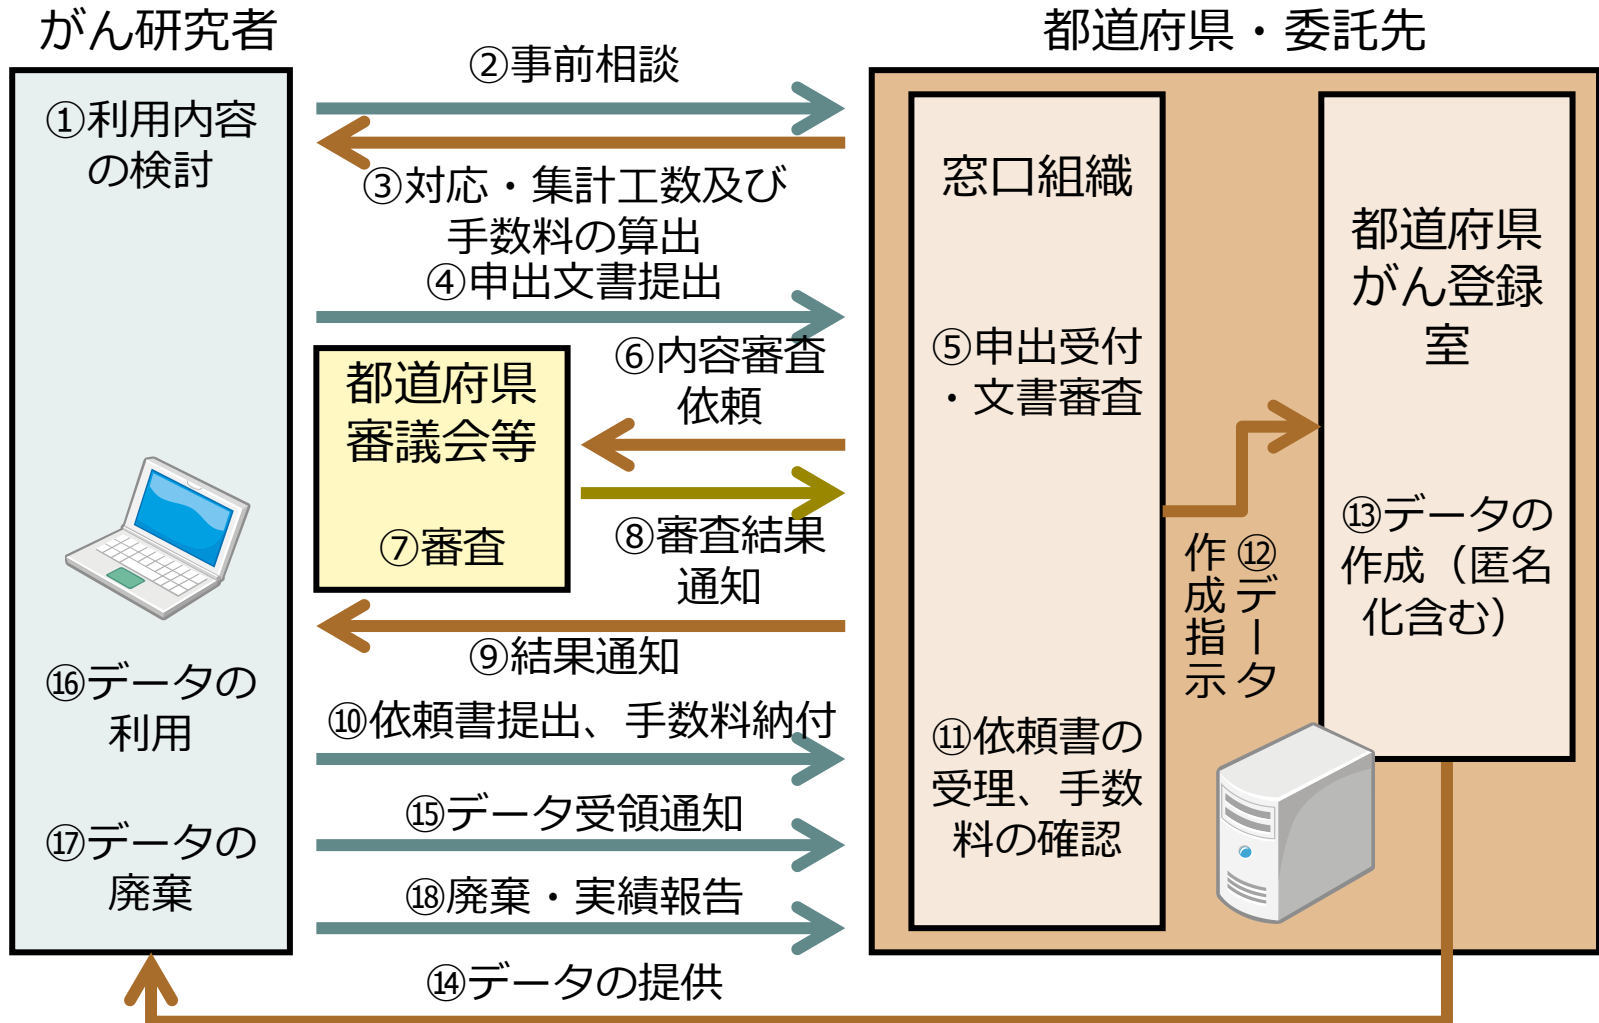 がん研究者
都道府県・委託先
①利用内容
の検討
②事前相談
③対応・集計工数及び
手数料の算出
④申出文書提出
窓口組織
⑤申出受付
・文書審査
⑥内容審査
依頼
都道府県
審議会等
⑦審査
⑧審査結果
通知
⑨結果通知
⑩依頼書提出、手数料納付
⑪依頼書の
受理、手数
料の確認
⑫データ
作成指示
都道府県
がん登録
室
⑬データの
作成（匿名
化含む）
⑭データの提供
⑮データ受領通知
⑯データの
利用
⑰データの
廃棄
⑱廃棄・実績報告